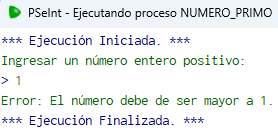 PSeInt - Ejecutando proceso NUMERO_PRIMO
*** Ejecución Iniciada. ***
Ingresar un número entero positivo:
> 1
Error: El número debe de ser mayor a 1.
*** Ejecución Finalizada. ***